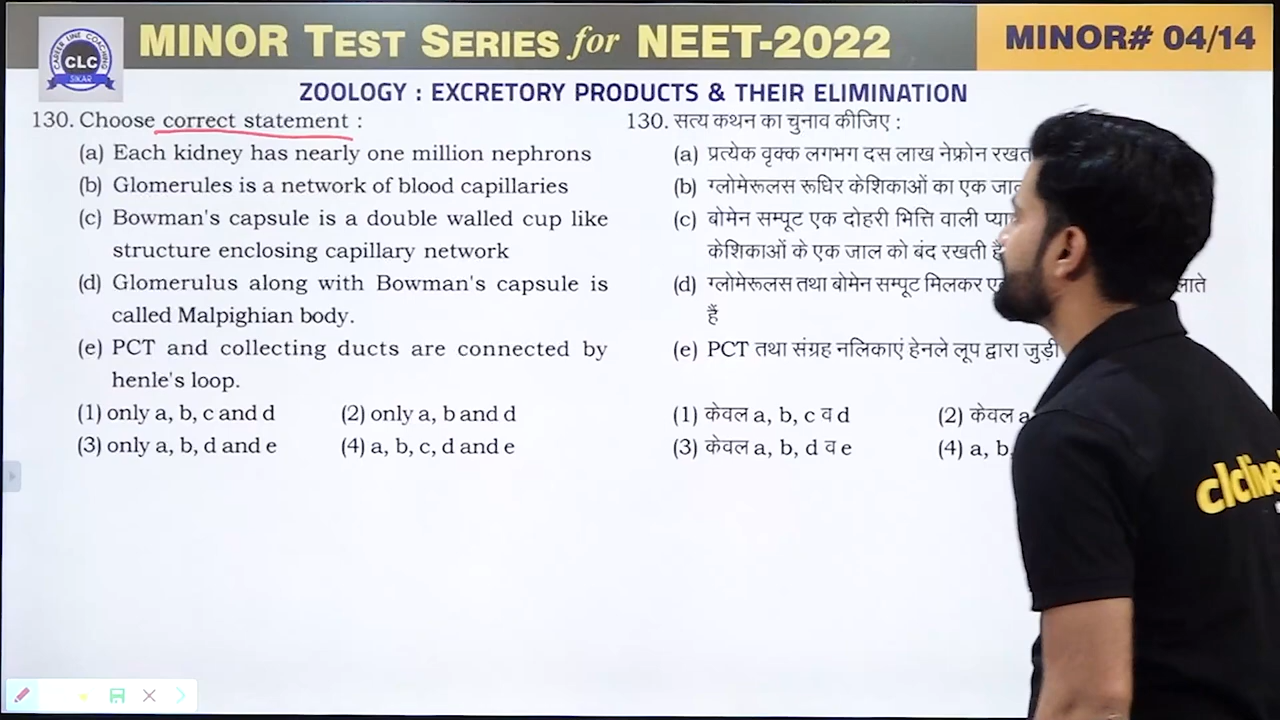 CAREER LINE COACHING
CLC
SIKAR
MINOR TEST SERIES for NEET-2022
MINOR# 04/14
ZOOLOGY : EXCRETORY PRODUCTS & THEIR ELIMINATION
130. Choose correct statement :
(a) Each kidney has nearly one million nephrons
(b) Glomerules is a network of blood capillaries
(c) Bowman's capsule is a double walled cup like
structure enclosing capillary network
(d) Glomerulus along with Bowman's capsule is
called Malpighian body.
(e) PCT and collecting ducts are connected by
henle's loop.
(1) only a, b, c and d (2) only a, b and d
(3) only a, b, d and e (4) a, b, c, d and e
130. सत्य कथन का चुनाव कीजिए :
(a) प्रत्येक वृक्क लगभग दस लाख नेफ्रोन
(b) ग्लोमेरूलस रूधिर केशिकाओं का एक
(c) बोमेन सम्पूट एक दोहरी भित्ति वाली
केशिकाओं के एक जाल को बंद रखती
(d) ग्लोमेरूलस तथा बोमेन सम्पूट मिलकर
हैं
(e) PCT तथा संग्रह नलिकाएं हेनले लूप द्वारा जुड़ी
(1) केवल a, b, c व d (2) केवल a
(3) केवल a, b, d व e (4) a, b,